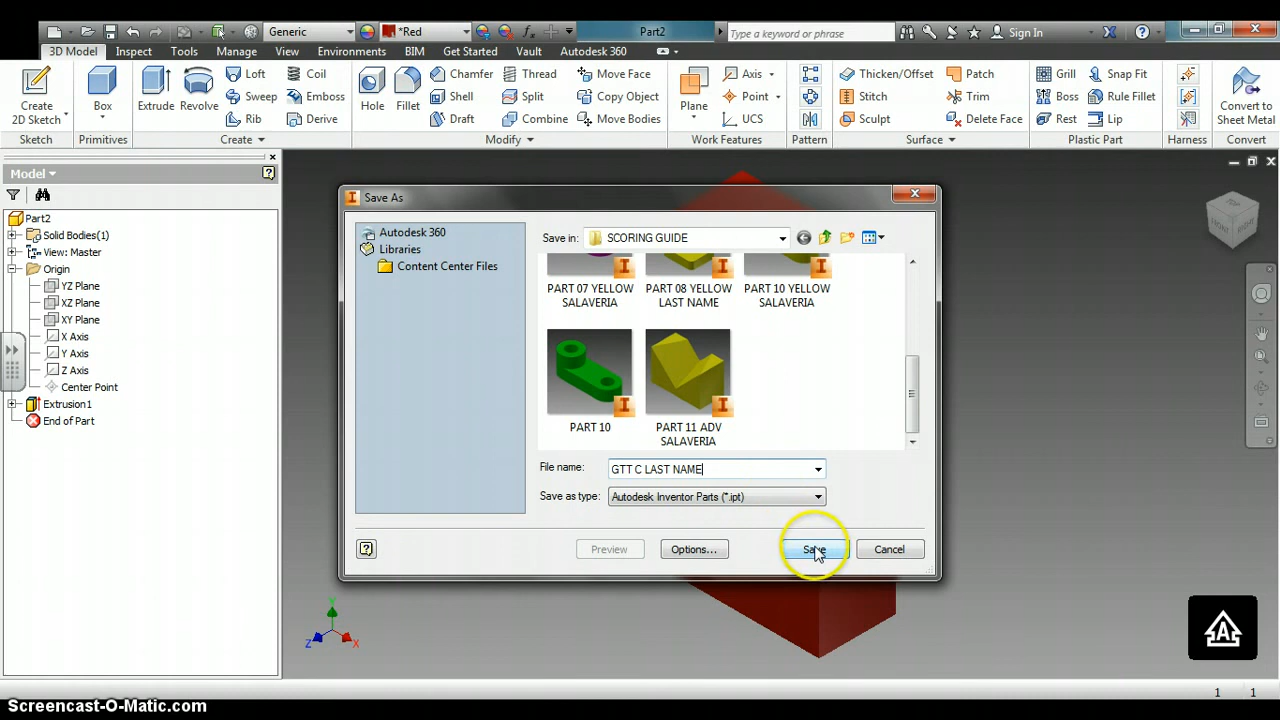 Generic
*Red
Part2
Type a keyword or phrase
Sign In
3D Model Inspect Tools Manage View Environments BIM Get Started Vault Autodesk 360
Create
2D Sketch
Sketch
Box
Primitives
Extrude
Revolve
Loft
Sweep
Rib
Coil
Emboss
Derive
Create
Hole
Fillet
Chamfer
Shell
Draft
Thread
Split
Combine
Move Face
Copy Object
Move Bodies
Modify
Plane
Axis
Point
UCS
Work Features
Pattern
Thicken/Offset
Stitch
Sculpt
Patch
Trim
Delete Face
Surface
Grill
Boss
Rest
Snap Fit
Rule Fillet
Lip
Plastic Part
Harness
Convert to
Sheet Metal
Convert
Model
Part2
Solid Bodies(1)
View: Master
Origin
YZ Plane
XZ Plane
XY Plane
X Axis
Y Axis
Z Axis
Center Point
Extrusion1
End of Part
Save As
Autodesk 360
Libraries
Content Center Files
Save in: SCORING GUIDE
PART 07 YELLOW
SALAVERIA
PART 08 YELLOW
LAST NAME
PART 10 YELLOW
SALAVERIA
PART 10
PART 11 ADV
SALAVERIA
File name: GTT C LAST NAME
Save as type: Autodesk Inventor Parts (*.ipt)
Preview Options... Save Cancel
TOP
FRONT
RIGHT
Y
Z
X
A
1 1
Screencast-O-Matic.com